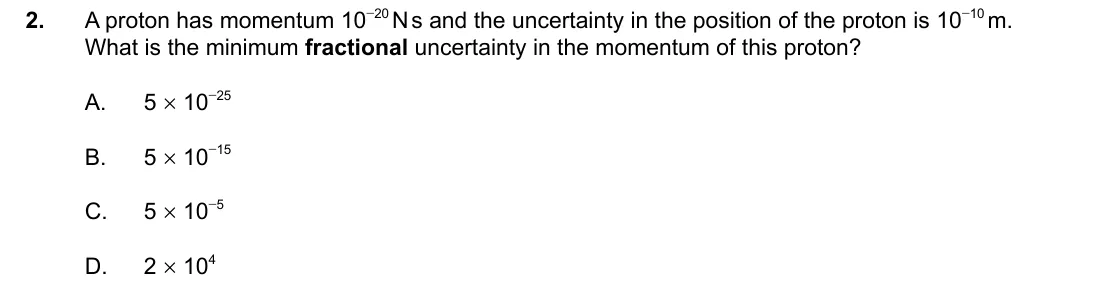 2. A proton has momentum 10⁻²⁰ N s and the uncertainty in the position of the proton is 10⁻¹⁰ m.
What is the minimum fractional uncertainty in the momentum of this proton?
A. 5 × 10⁻²⁵
B. 5 × 10⁻¹⁵
C. 5 × 10⁻⁵
D. 2 × 10⁴